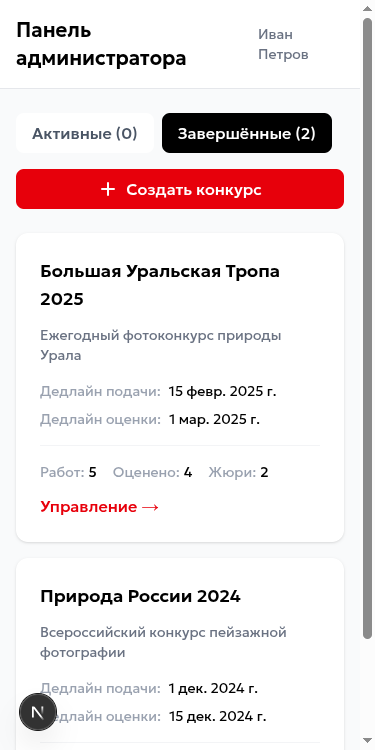 Панель
администратора
Иван
Петров
Активные (0)
Завершённые (2)
+ Создать конкурс
Большая Уральская Тропа
2025
Ежегодный фотоконкурс природы
Урала
Дедлайн подачи: 15 февр. 2025 г.
Дедлайн оценки: 1 мар. 2025 г.
Работ: 5 Оценено: 4 Жюри: 2
Управление →
Природа России 2024
Всероссийский конкурс пейзажной
фотографии
Дедлайн подачи: 1 дек. 2024 г.
Дедлайн оценки: 15 дек. 2024 г.
N